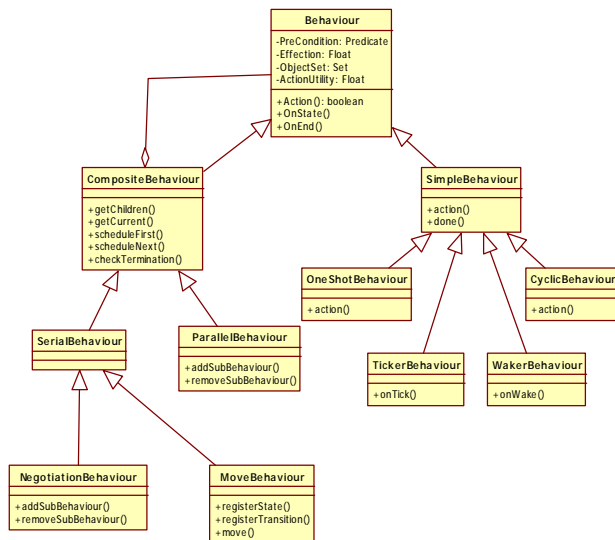 Behaviour
-PreCondition: Predicate
-Effection: Float
-ObjectSet: Set
-ActionUtility: Float
+Action(): boolean
+OnState()
+OnEnd()
CompositeBehaviour
+getChildren()
+getCurrent()
+scheduleFirst()
+scheduleNext()
+checkTermination()
SimpleBehaviour
+action()
+done()
OneShotBehaviour
+action()
CyclicBehaviour
+action()
SerialBehaviour
ParallelBehaviour
+addSubBehaviour()
+removeSubBehaviour()
TickerBehaviour
+onTick()
WakerBehaviour
+onWake()
NegotiationBehaviour
+addSubBehaviour()
+removeSubBehaviour()
MoveBehaviour
+registerState()
+registerTransition()
+move()